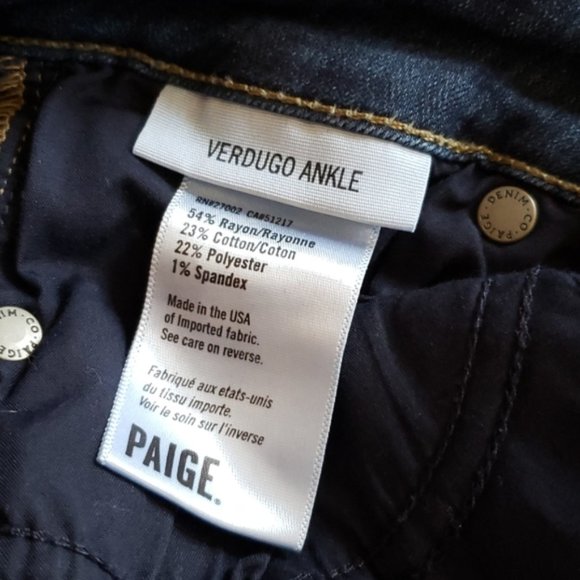 VERDUGO ANKLE
RN#27002 CA#51217
54% Rayon/Rayonne
23% Cotton/Coton
22% Polyester
1% Spandex
Made in the USA
of Imported fabric.
See care on reverse.
Fabriqué aux etats-unis
du tissu importe.
Voir le soin sur l'inverse
PAIGE.
DENIM·CO·PAIGE·
NIM·CO·PAIGE